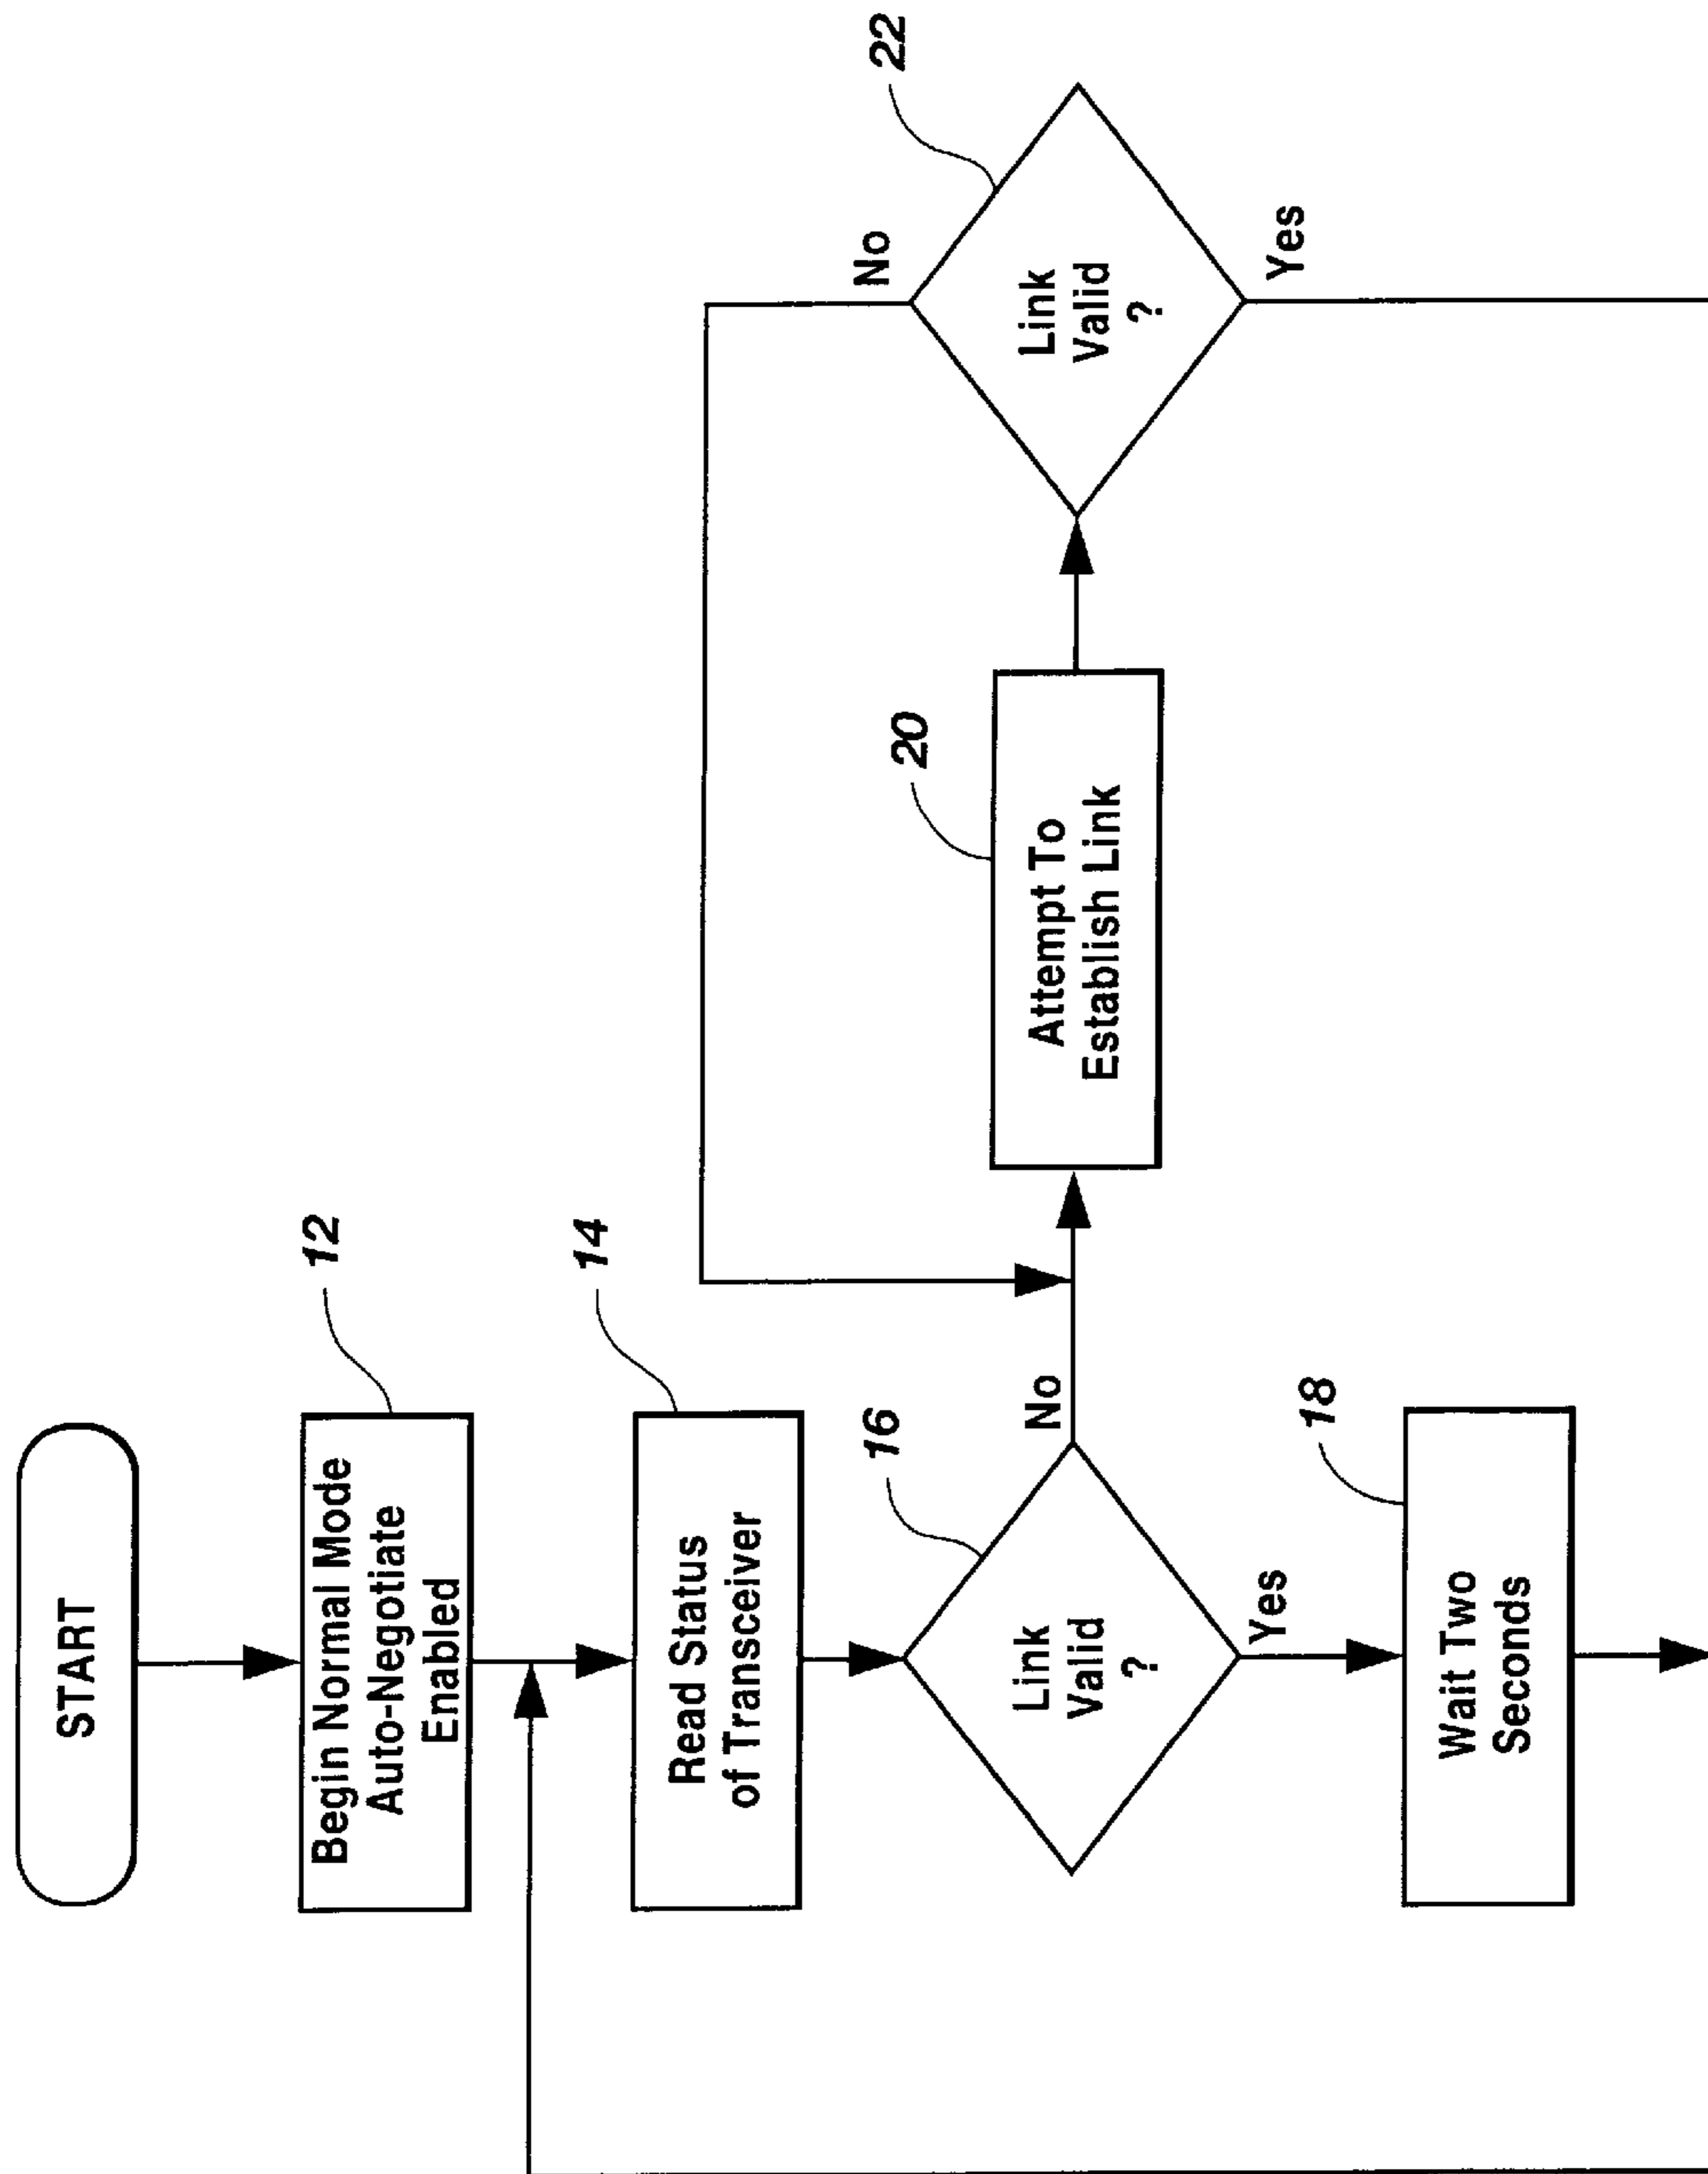 START
12
Begin Normal Mode
Auto-Negotiate
Enabled
14
Read Status
of Transceiver
16
Link
Valid
?
No
Yes
18
Wait Two
Seconds
20
Attempt To
Establish Link
22
Link
Valid
?
No
Yes